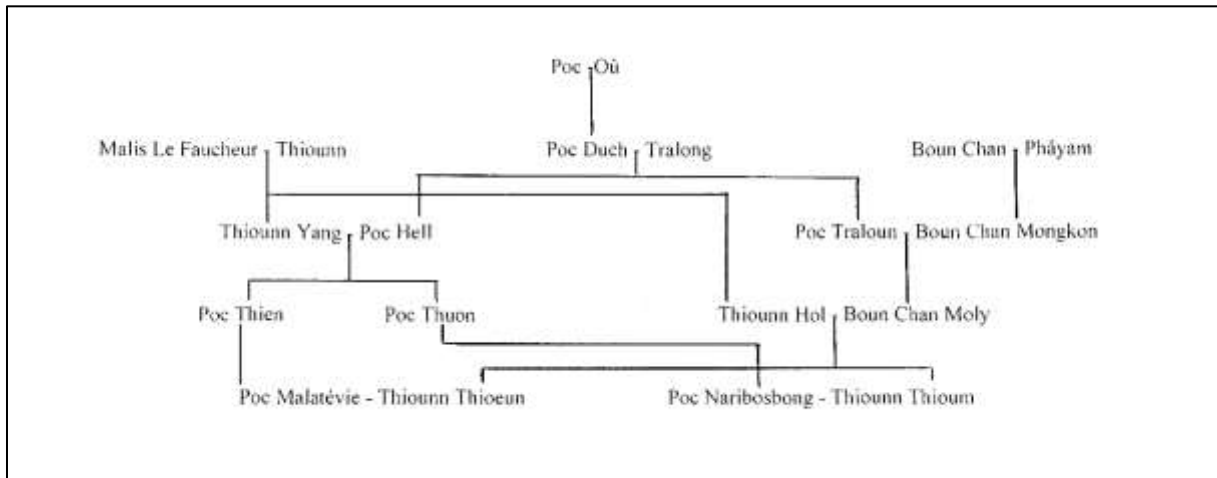 Poc - Oû
Malis Le Faucheur - Thiounn Poc Duch - Tralong Boun Chan - Phâyam
Thiounn Yang - Poc Hell Poc Traloun - Boun Chan Mongkon
Poc Thien Poc Thuon Thiounn Hol - Boun Chan Moly
Poc Malatévie - Thiounn Thioeun Poc Naribosbong - Thiounn Thioum